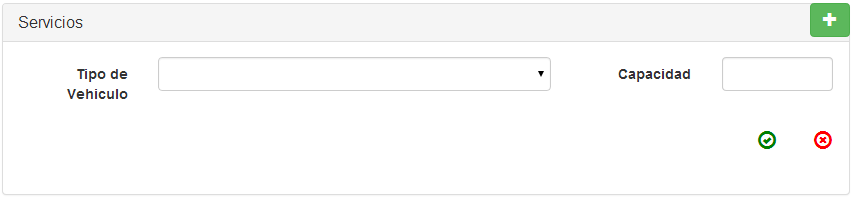 Servicios
Tipo de
Vehiculo
Capacidad